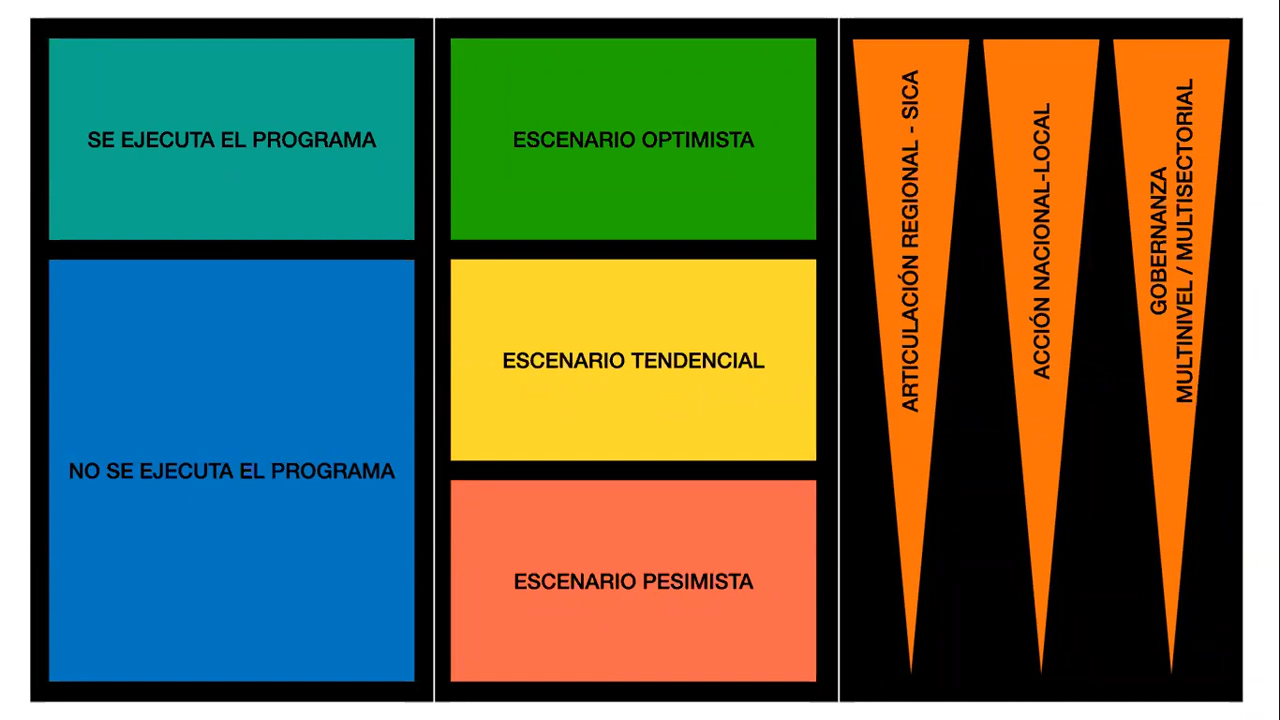 SE EJECUTA EL PROGRAMA
NO SE EJECUTA EL PROGRAMA
ESCENARIO OPTIMISTA
ESCENARIO TENDENCIAL
ESCENARIO PESIMISTA
ARTICULACIÓN REGIONAL - SICA
ACCIÓN NACIONAL-LOCAL
GOBERNANZA
MULTINIVEL / MULTISECTORIAL